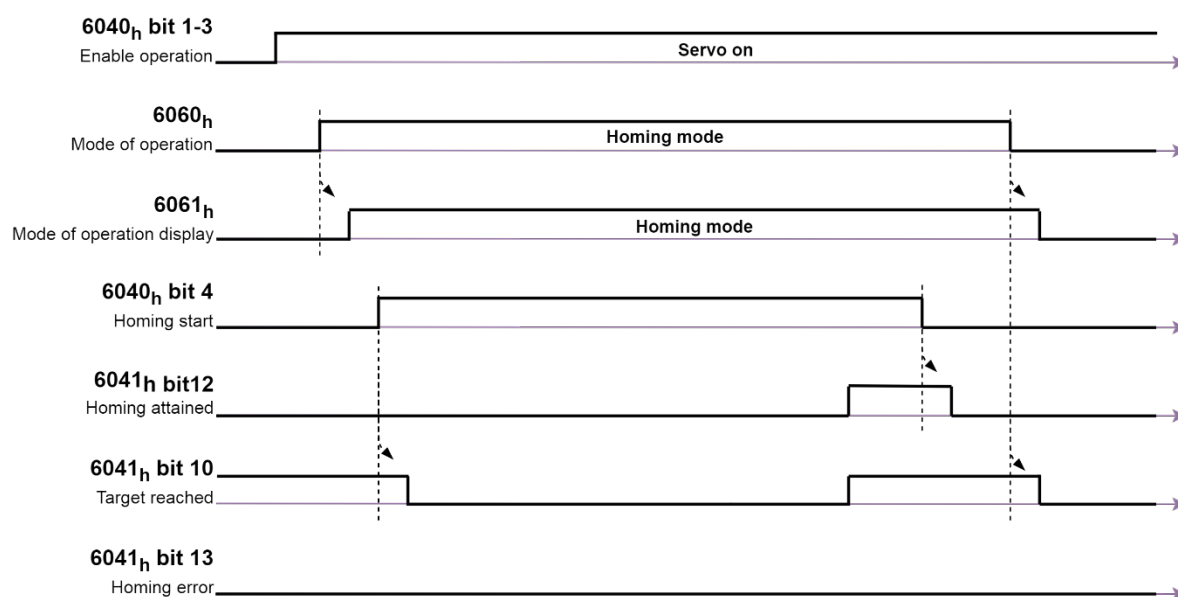 6040h bit 1-3
Enable operation
Servo on
6060h
Mode of operation
Homing mode
6061h
Mode of operation display
Homing mode
6040h bit 4
Homing start
6041h bit12
Homing attained
6041h bit 10
Target reached
6041h bit 13
Homing error